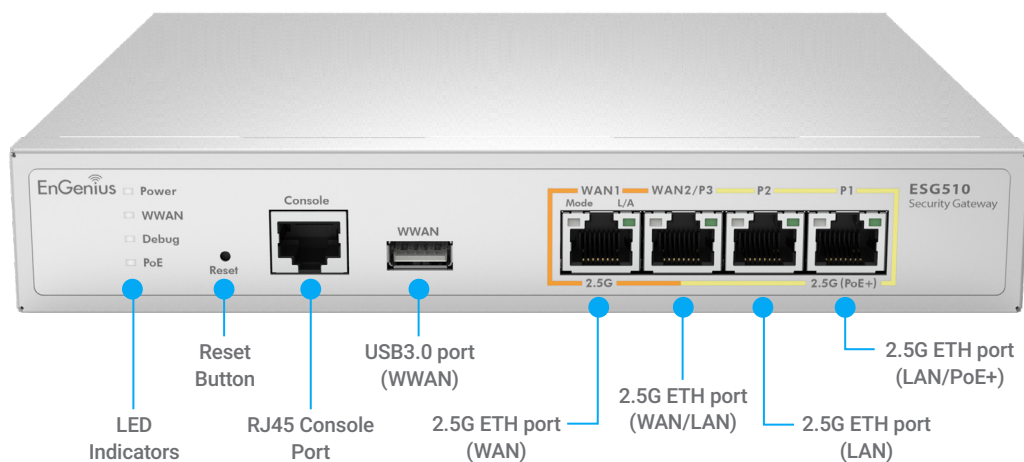 EnGenius
Power
WWAN
Debug
PoE
Reset
Console
WWAN
WAN1
WAN2/P3
P2
P1
Mode
L/A
2.5G
2.5G (PoE+)
ESG510
Security Gateway
LED
Indicators
Reset
Button
RJ45 Console
Port
USB3.0 port
(WWAN)
2.5G ETH port
(WAN)
2.5G ETH port
(WAN/LAN)
2.5G ETH port
(LAN)
2.5G ETH port
(LAN/PoE+)